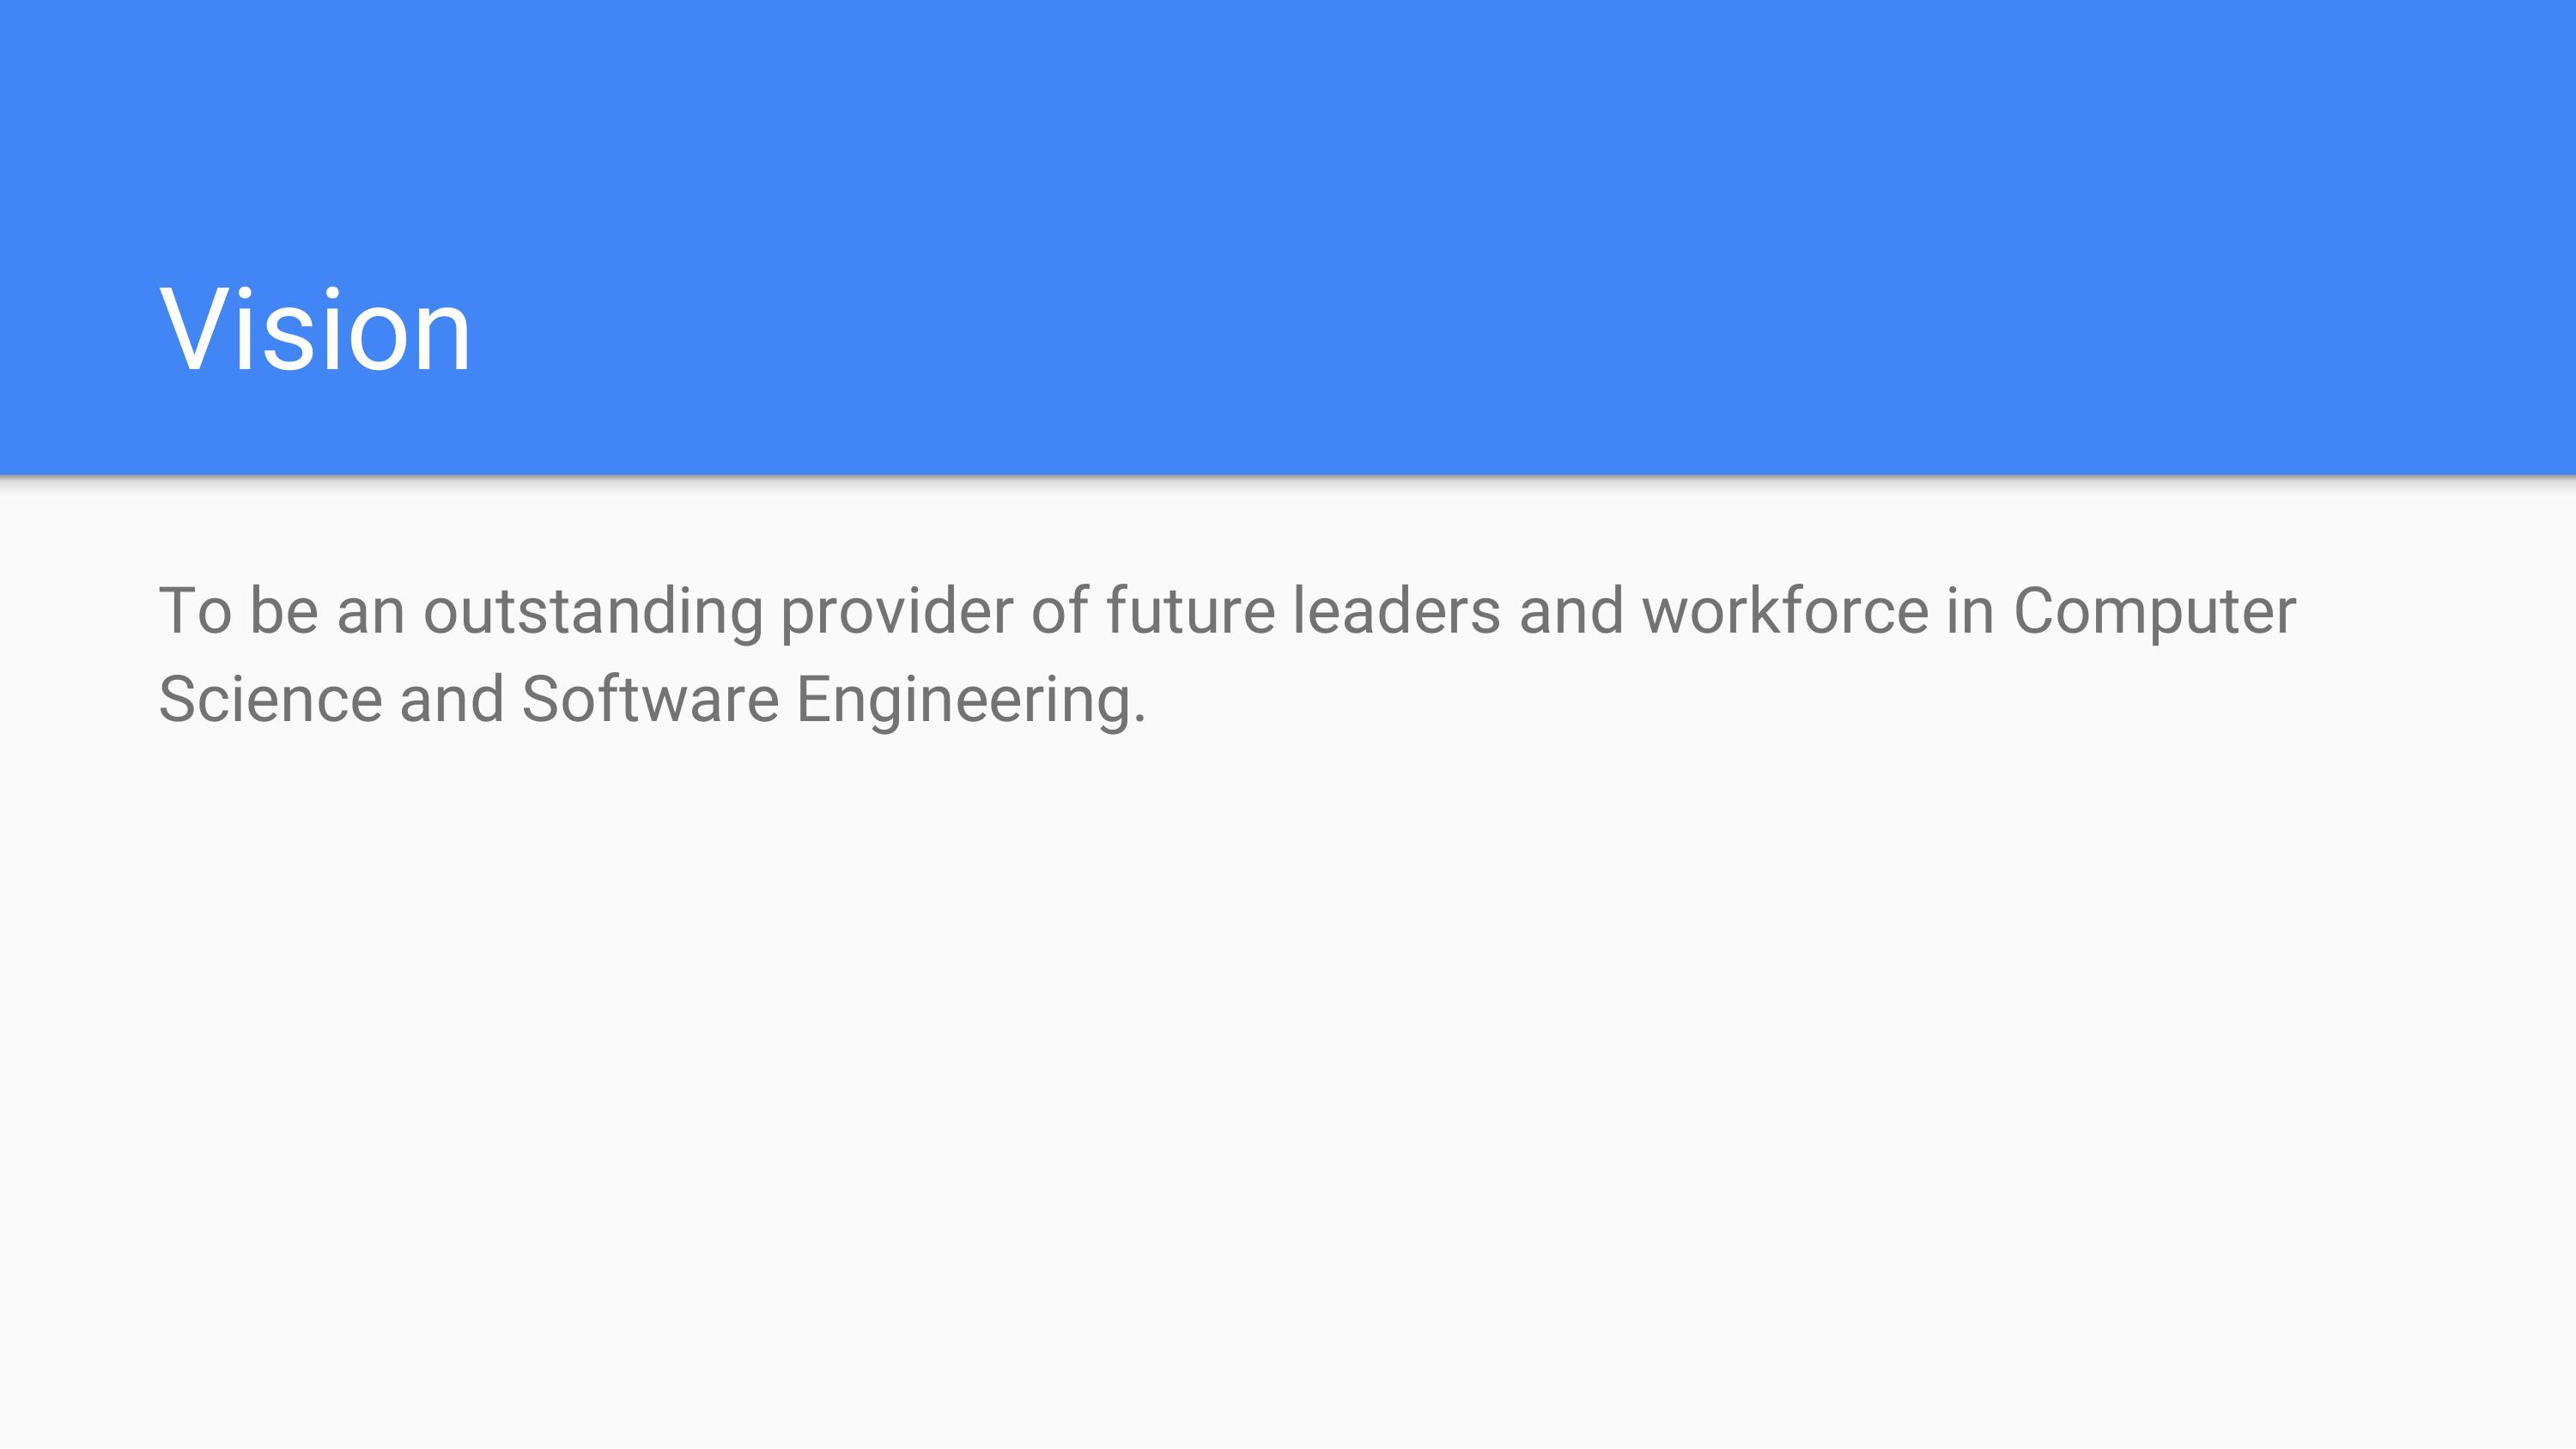 Vision
To be an outstanding provider of future leaders and workforce in Computer
Science and Software Engineering.